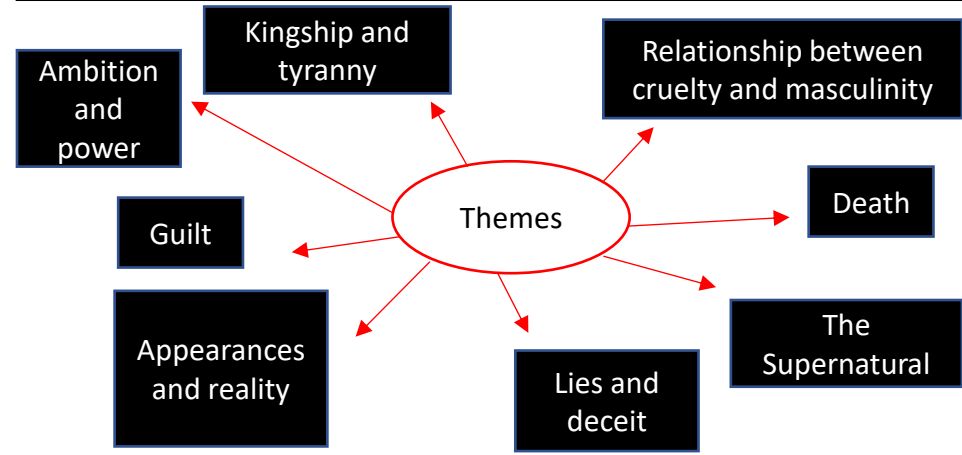 Kingship and
tyranny
Relationship between
cruelty and masculinity
Ambition
and
power
Themes
Death
Guilt
Appearances
and reality
The
Supernatural
Lies and
deceit